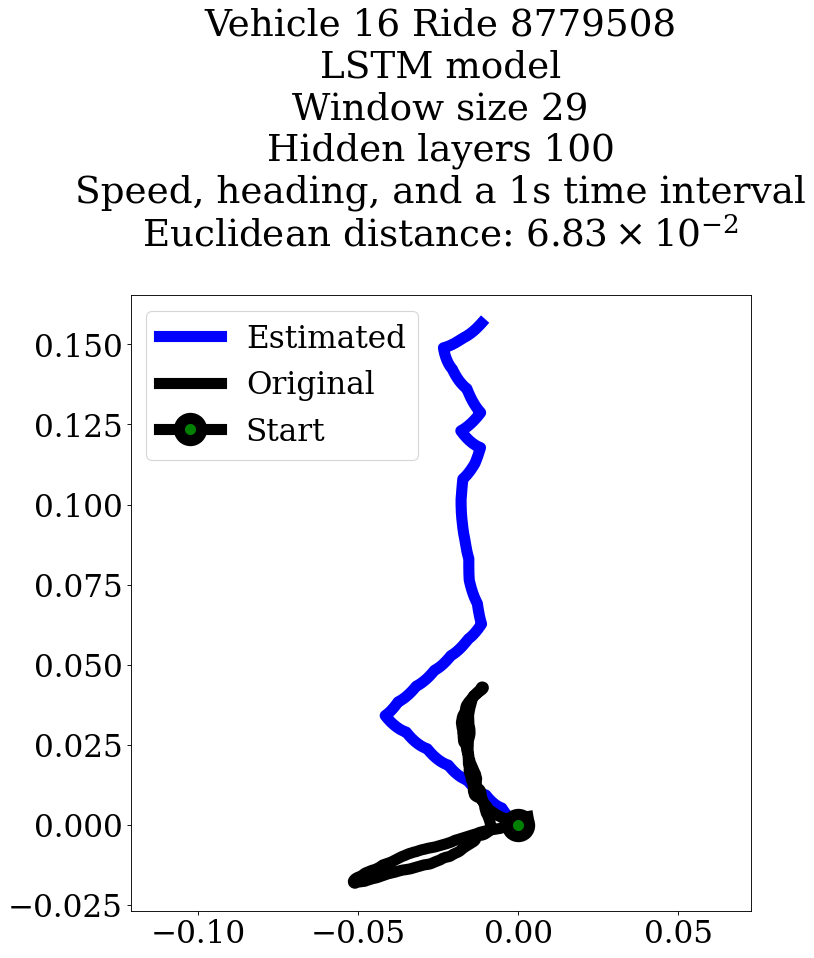 Vehicle 16 Ride 8779508
LSTM model
Window size 29
Hidden layers 100
Speed, heading, and a 1s time interval
Euclidean distance: 6.83 × 10⁻²
Estimated
Original
Start
0.150
0.125
0.100
0.075
0.050
0.025
0.000
−0.025
−0.10 −0.05 0.00 0.05